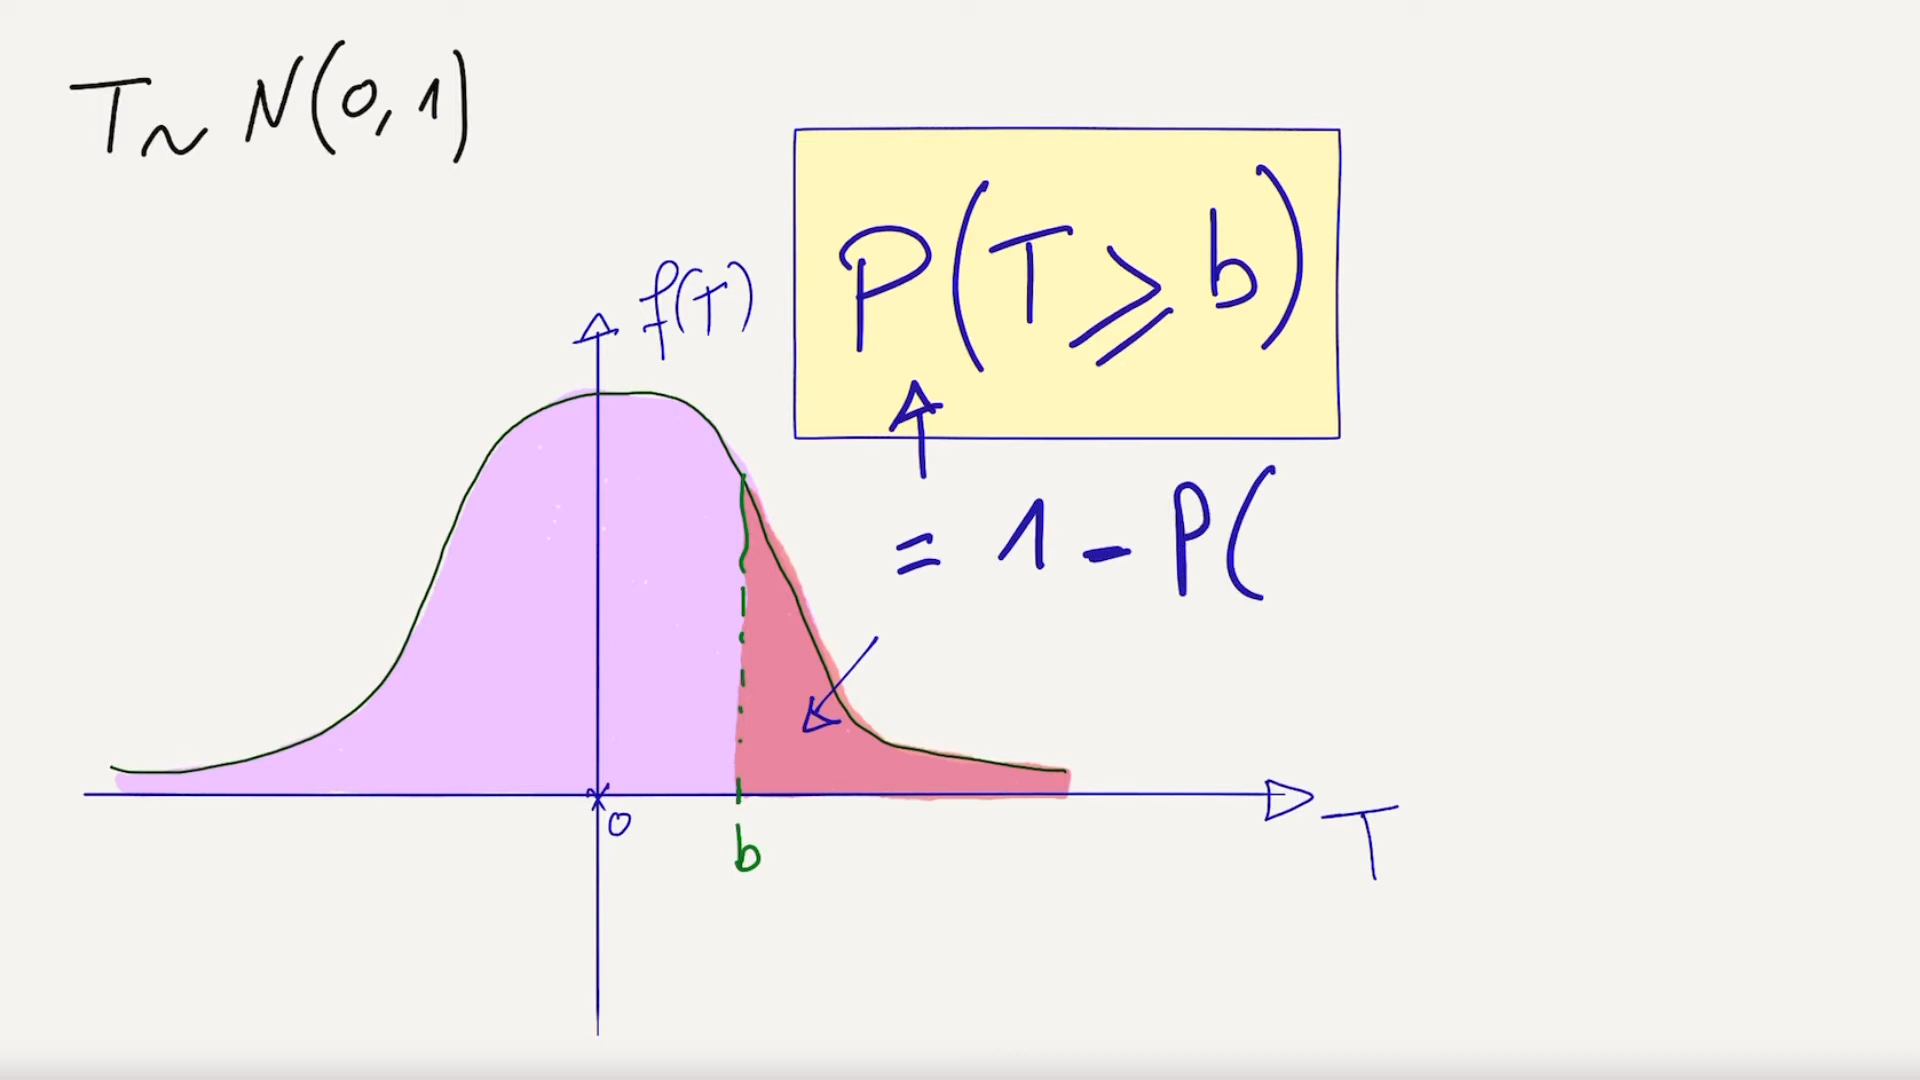 T ~ N(0,1)
P(T ⩾ b)
f(T)
= 1 - P(
0
b
T